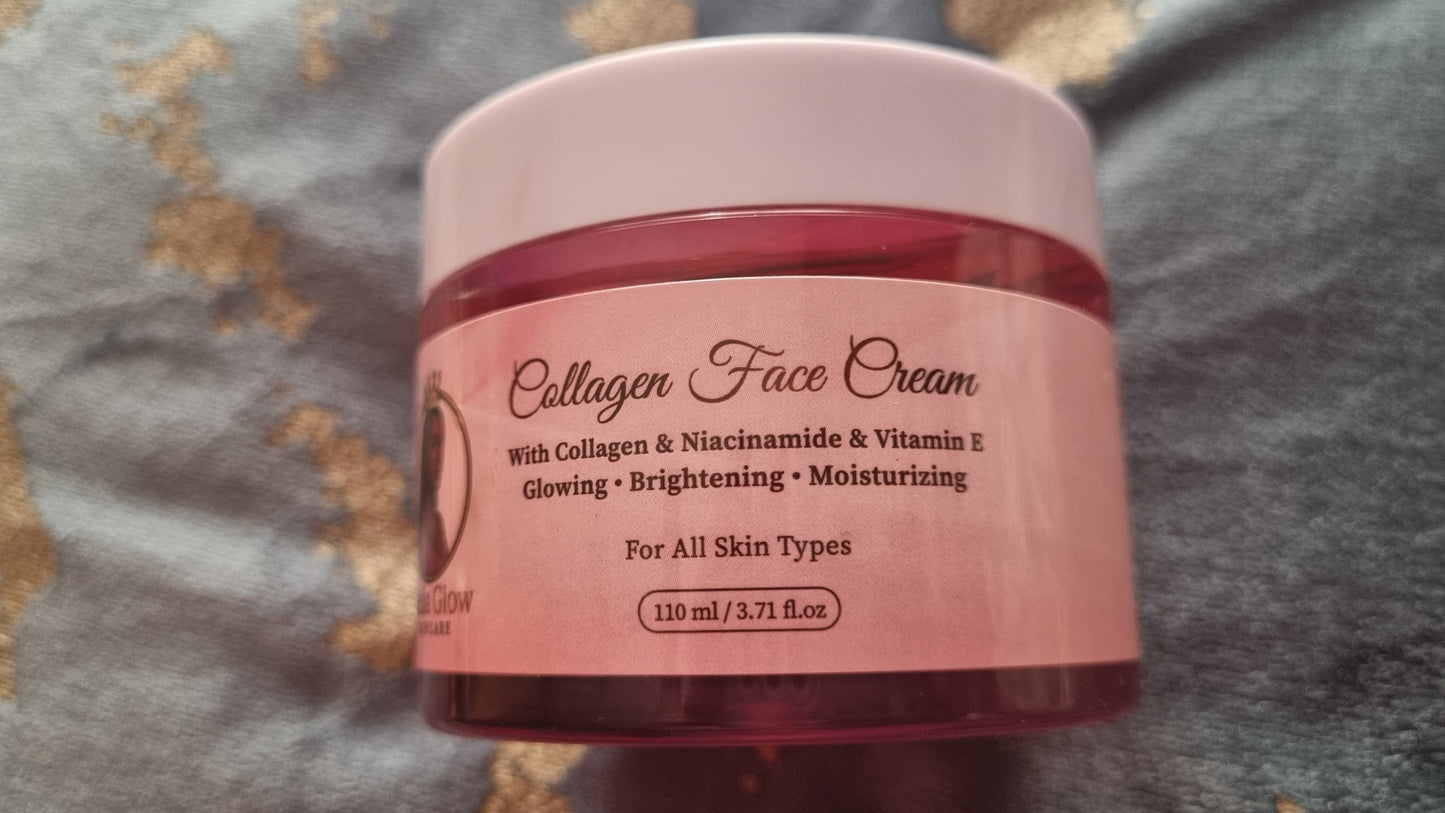 Collagen Face Cream
With Collagen & Niacinamide & Vitamin E
Glowing • Brightening • Moisturizing
For All Skin Types
110 ml / 3.71 fl.oz
Glow